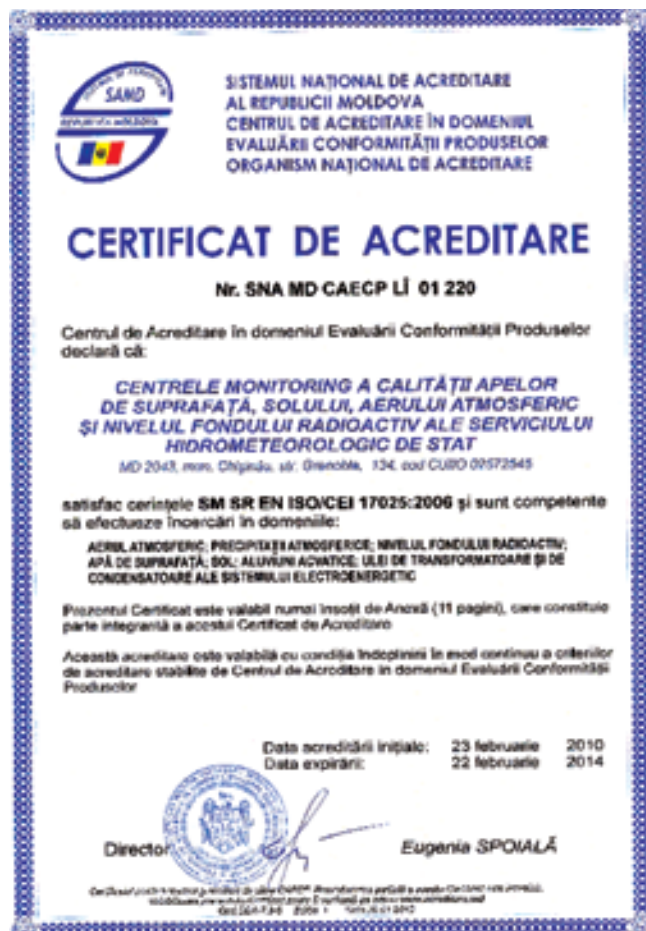 SAMD
REPUBLICA MOLDOVA
SISTEMUL NAȚIONAL DE ACREDITARE
AL REPUBLICII MOLDOVA
CENTRUL DE ACREDITARE ÎN DOMENIUL
EVALUĂRII CONFORMITĂȚII PRODUSELOR
ORGANISM NAȚIONAL DE ACREDITARE
CERTIFICAT DE ACREDITARE
Nr. SNA MD CAECP LÎ 01 220
Centrul de Acreditare în domeniul Evaluării Conformității Produselor
declară că:
CENTRELE MONITORING A CALITĂȚII APELOR
DE SUPRAFAȚĂ, SOLULUI, AERULUI ATMOSFERIC
ȘI NIVELUL FONDULUI RADIOACTIV ALE SERVICIULUI
HIDROMETEOROLOGIC DE STAT
MD 2043, mun. Chișinău, str. Grenoble, 134, cod CUIÎO
satisfac cerințele SM SR EN ISO/CEI 17025:2006 și sunt competente
să efectueze încercări în domeniile:
AERUL ATMOSFERIC; PRECIPITAȚII ATMOSFERICE; NIVELUL FONDULUI RADIOACTIV;
APĂ DE SUPRAFAȚĂ; SOL; ALUVIUNI ACVATICE; ULEI DE TRANSFORMATOARE ȘI DE
CONDENSATOARE ALE SISTEMULUI ELECTROENERGETIC
Prezentul Certificat este valabil numai însoțit de Anexă (11 pagini), care constituie
parte integrantă a acestui Certificat de Acreditare
Această acreditare este valabilă cu condiția îndeplinirii în mod continuu a criteriilor
de acreditare stabilite de Centrul de Acreditare în domeniul Evaluării Conformității
Produselor
Data acreditării inițiale: 23 februarie 2010
Data expirării: 22 februarie 2014
Director Eugenia SPOIALĂ